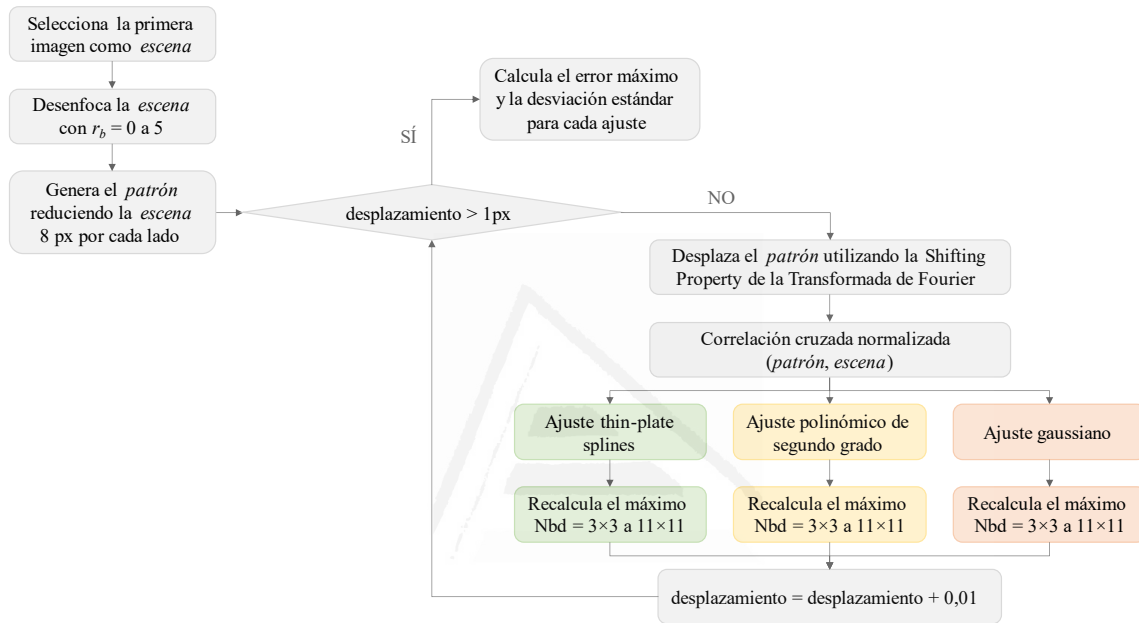 Selecciona la primera
imagen como escena
Desenfoca la escena
con r_b = 0 a 5
Genera el patrón
reduciendo la escena
8 px por cada lado
desplazamiento > 1px
SÍ
Calcula el error máximo
y la desviación estándar
para cada ajuste
NO
Desplaza el patrón utilizando la Shifting
Property de la Transformada de Fourier
Correlación cruzada normalizada
(patrón, escena)
Ajuste thin-plate
splines
Ajuste polinómico de
segundo grado
Ajuste gaussiano
Recalcula el máximo
Nbd = 3×3 a 11×11
Recalcula el máximo
Nbd = 3×3 a 11×11
Recalcula el máximo
Nbd = 3×3 a 11×11
desplazamiento = desplazamiento + 0,01